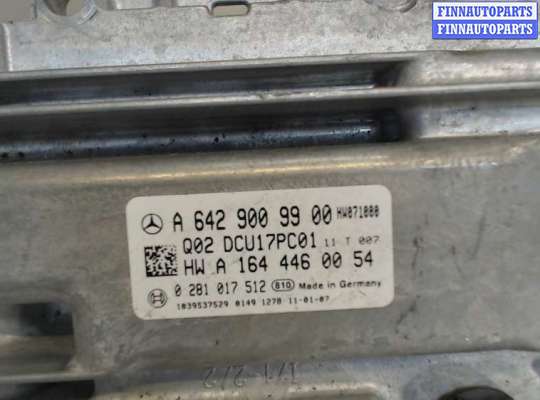 FINNAUTOPARTS
FINNAUTOPARTS
A 642 900 99 00 HW071000
Q02 DCU17PC01 11 T 007
HW A 164 446 00 54
0 281 017 512 810 Made in Germany
1039S37529 0149 1278 11-01-07